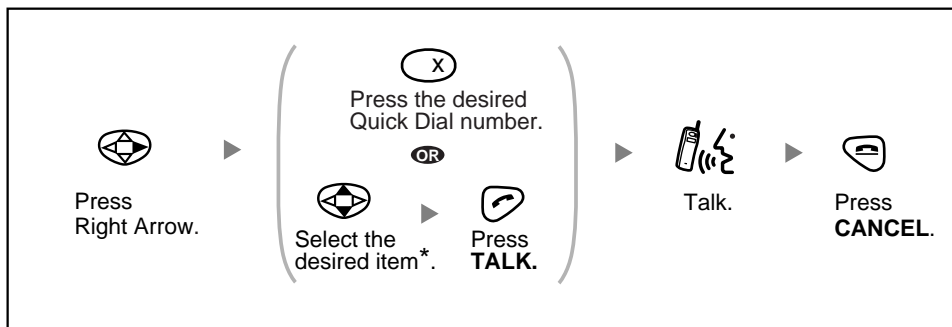 Press
Right Arrow.
X
Press the desired
Quick Dial number.
OR
Select the
desired item*.
Press
TALK.
Talk.
Press
CANCEL.